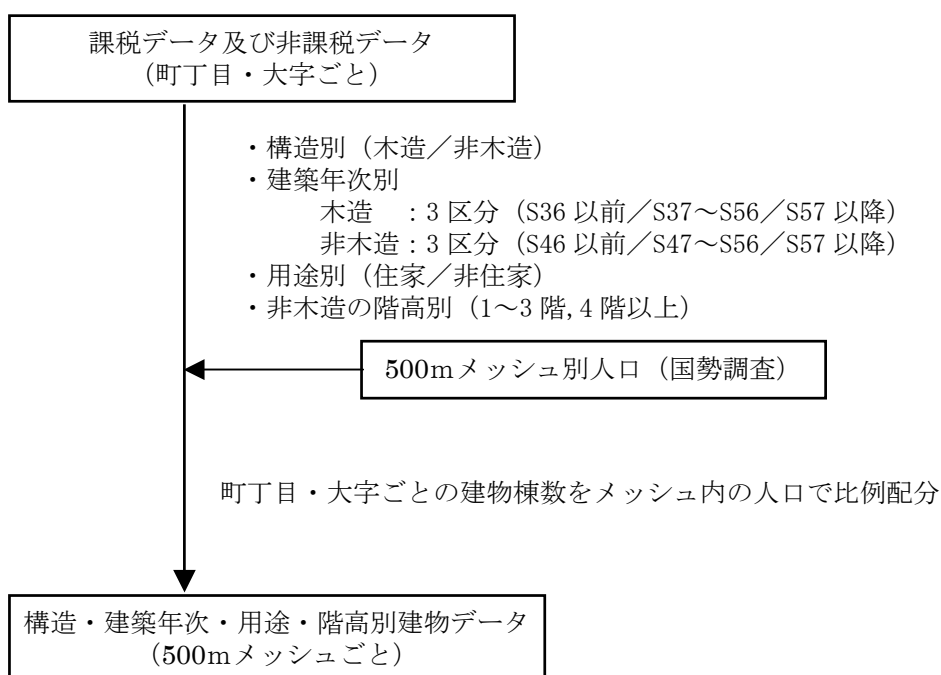 課税データ及び非課税データ
（町丁目・大字ごと）
・構造別（木造／非木造）
・建築年次別
木造　：3 区分（S36 以前／S37～S56／S57 以降）
非木造：3 区分（S46 以前／S47～S56／S57 以降）
・用途別（住家／非住家）
・非木造の階高別（1～3 階,4 階以上）
500ｍメッシュ別人口（国勢調査）
町丁目・大字ごとの建物棟数をメッシュ内の人口で比例配分
構造・建築年次・用途・階高別建物データ
（500ｍメッシュごと）